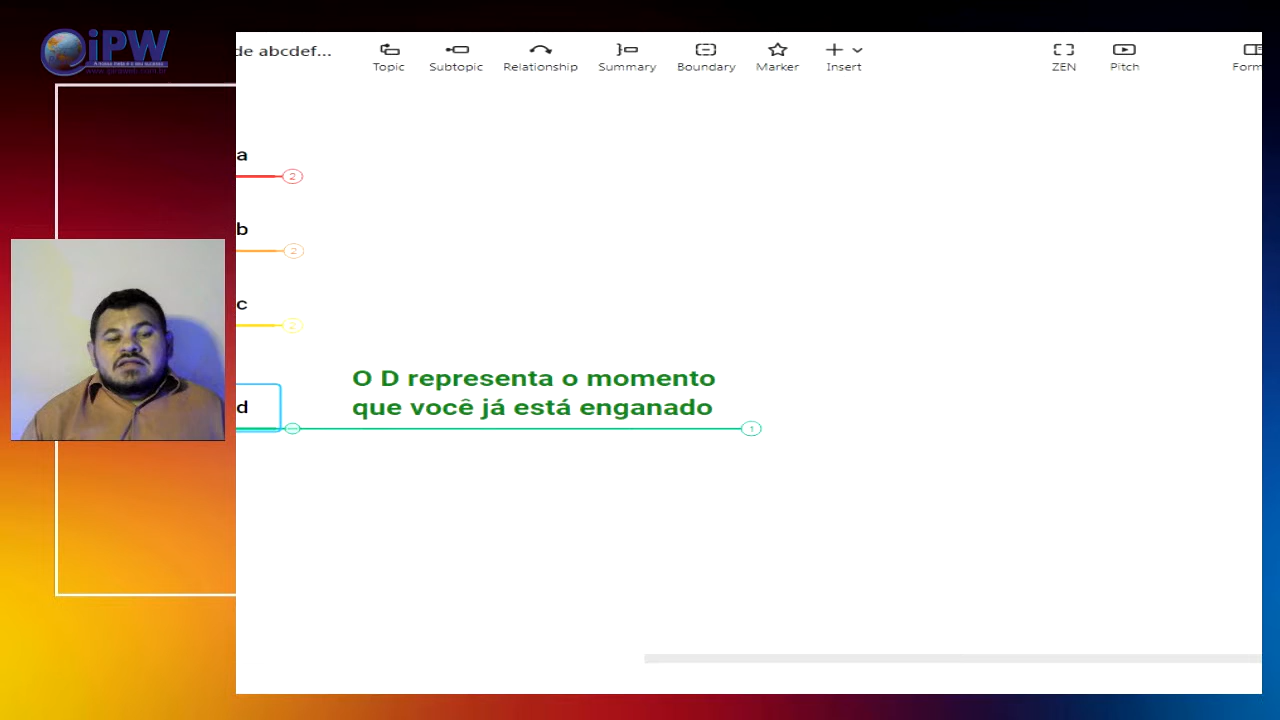 iPW
de abcdef...
Topic
Subtopic
Relationship
Summary
Boundary
Marker
Insert
ZEN
Pitch
Form
a
2
b
2
c
2
d
O D representa o momento
que você já está enganado
1